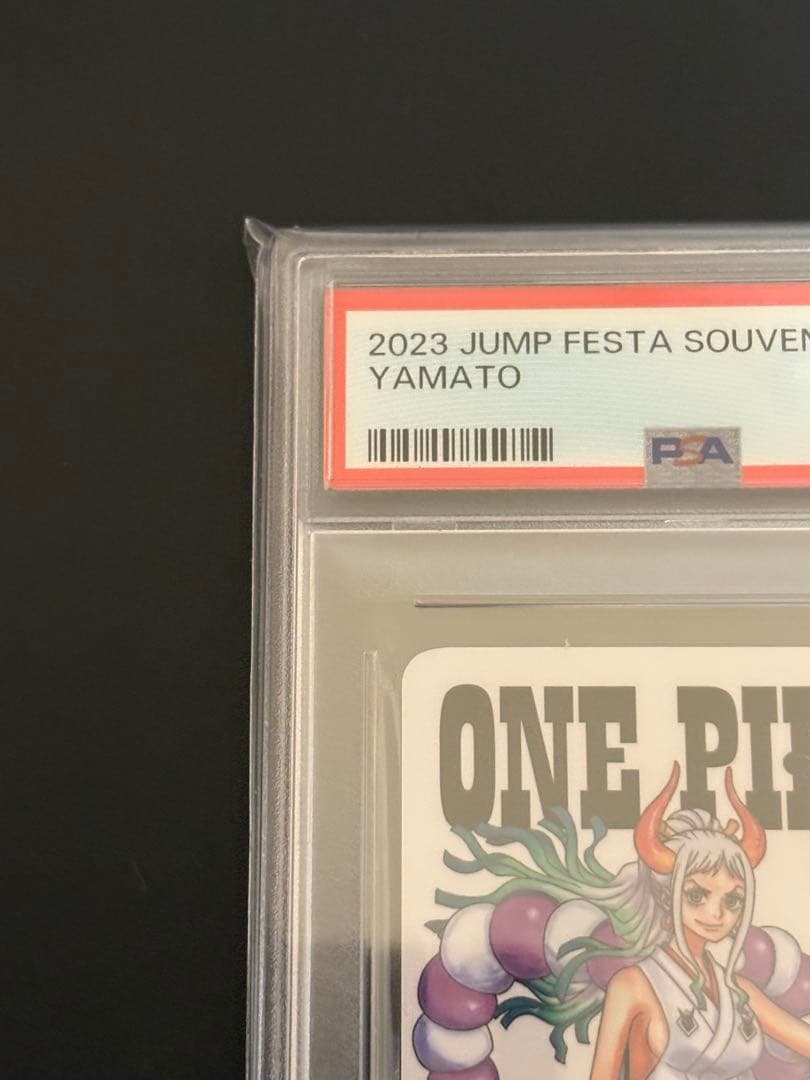 2023 JUMP FESTA SOUVEN
YAMATO
PSA
ONE PI